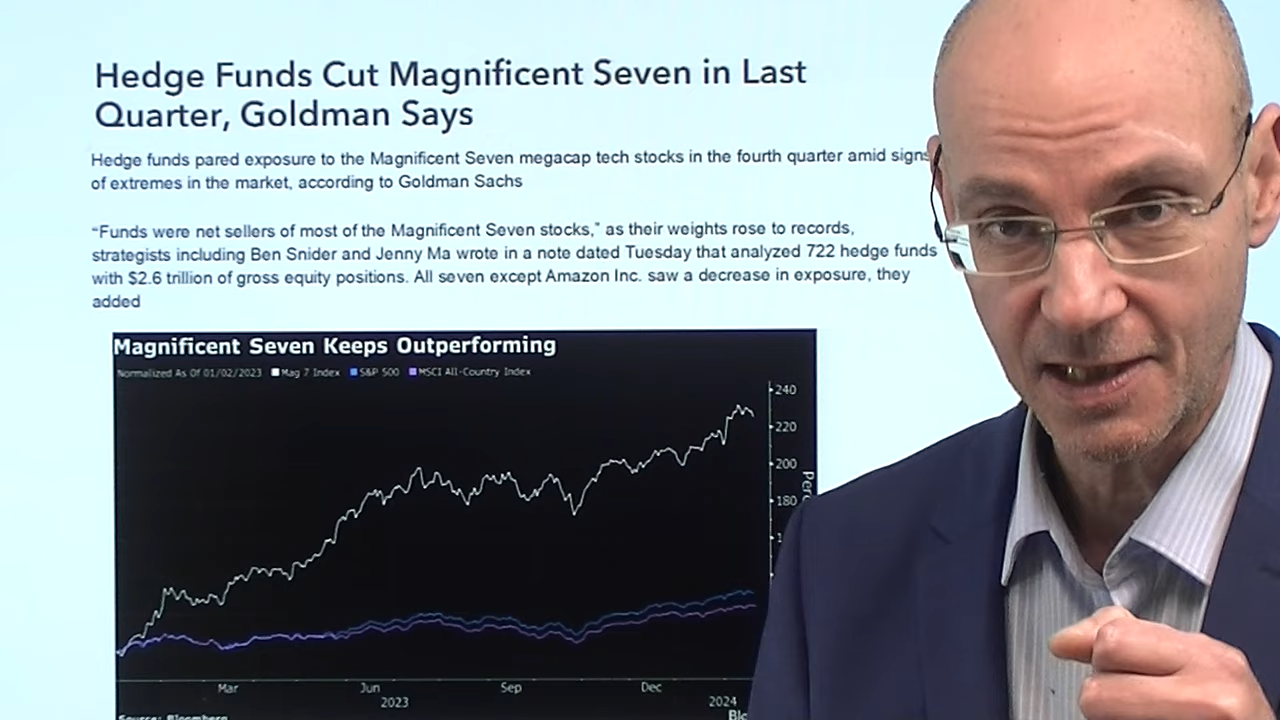 Hedge Funds Cut Magnificent Seven in Last
Quarter, Goldman Says
Hedge funds pared exposure to the Magnificent Seven megacap tech stocks in the fourth quarter amid signs
of extremes in the market, according to Goldman Sachs
“Funds were net sellers of most of the Magnificent Seven stocks,” as their weights rose to records,
strategists including Ben Snider and Jenny Ma wrote in a note dated Tuesday that analyzed 722 hedge funds
with $2.6 trillion of gross equity positions. All seven except Amazon Inc. saw a decrease in exposure, they
added
Magnificent Seven Keeps Outperforming
Normalized As Of 01/02/2023 Mag 7 Index S&P 500 MSCI All-Country Index
240
220
200
180
Mar Jun Sep Dec
2023 2024
Source: Bloomberg